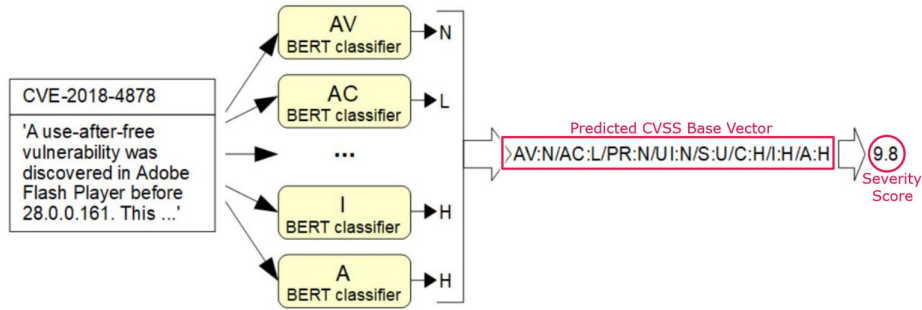 CVE-2018-4878
'A use-after-free
vulnerability was
discovered in Adobe
Flash Player before
28.0.0.161. This ...'
AV
BERT classifier
N
AC
BERT classifier
L
...
I
BERT classifier
H
A
BERT classifier
H
Predicted CVSS Base Vector
AV:N/AC:L/PR:N/UI:N/S:U/C:H/I:H/A:H
9.8
Severity
Score